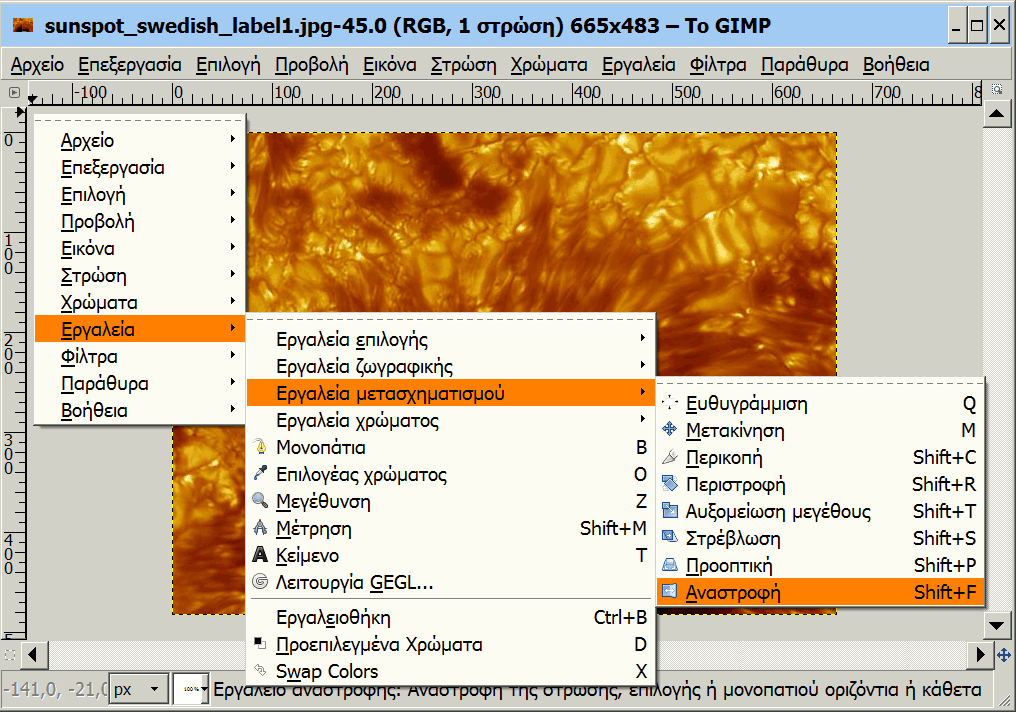 sunspot_swedish_label1.jpg-45.0 (RGB, 1 στρώση) 665x483 – Το GIMP
Αρχείο Επεξεργασία Επιλογή Προβολή Εικόνα Στρώση Χρώματα Εργαλεία Φίλτρα Παράθυρα Βοήθεια
-100 0 100 200 300 400 500 600 700 8
0
100
200
300
400
5
Αρχείο
Επεξεργασία
Επιλογή
Προβολή
Εικόνα
Στρώση
Χρώματα
Εργαλεία
Φίλτρα
Παράθυρα
Βοήθεια
Εργαλεία επιλογής
Εργαλεία ζωγραφικής
Εργαλεία μετασχηματισμού
Εργαλεία χρώματος
Μονοπάτια B
Επιλογέας χρώματος O
Μεγέθυνση Z
Μέτρηση Shift+M
Κείμενο T
Λειτουργία GEGL...
Εργαλειοθήκη Ctrl+B
Προεπιλεγμένα Χρώματα D
Swap Colors X
Ευθυγράμμιση Q
Μετακίνηση M
Περικοπή Shift+C
Περιστροφή Shift+R
Αυξομείωση μεγέθους Shift+T
Στρέβλωση Shift+S
Προοπτική Shift+P
Αναστροφή Shift+F
-141,0, -21,0 px 100% Εργαλείο αναστροφής: Αναστροφή της στρώσης, επιλογής ή μονοπατιού οριζόντια ή κάθετα